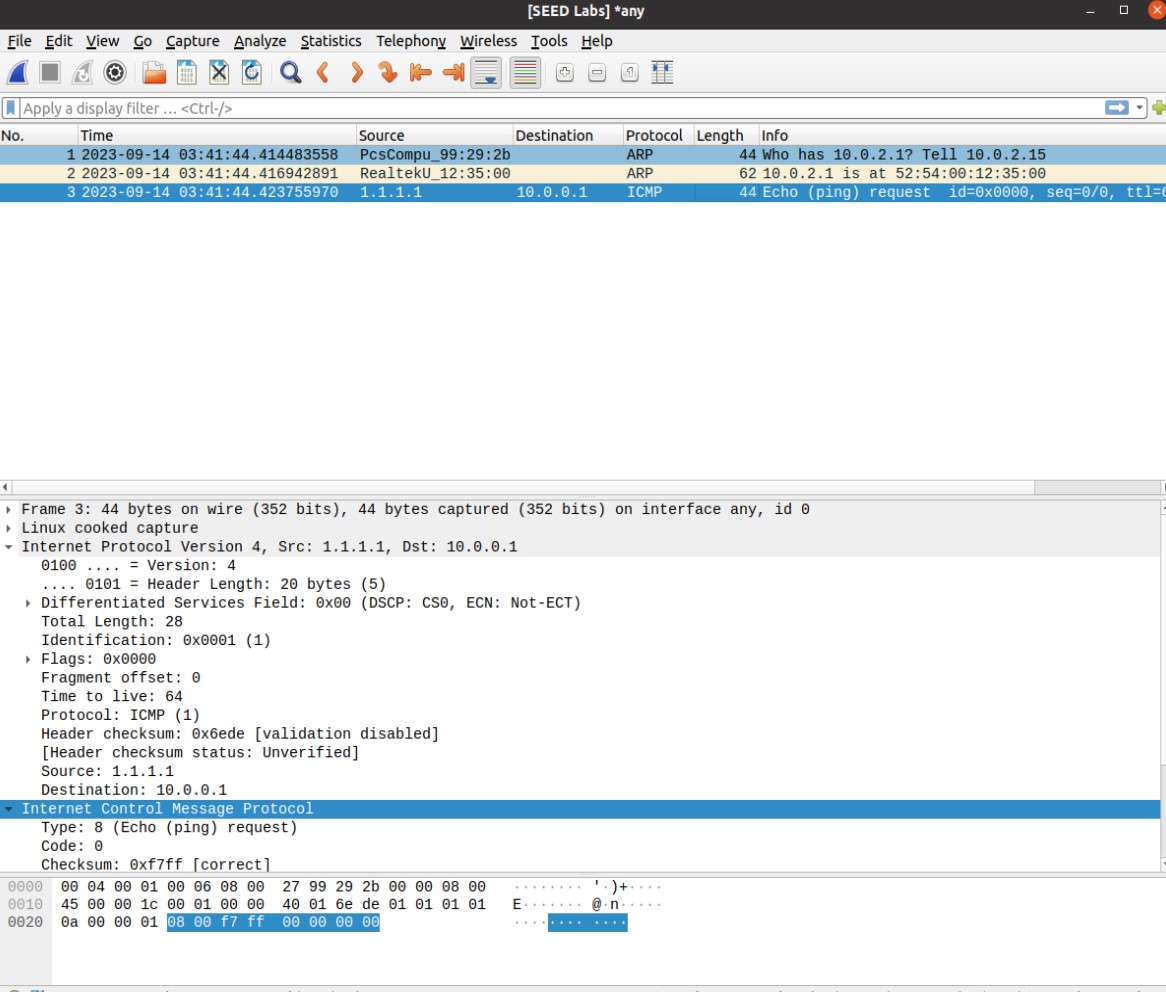 [SEED Labs] *any
File Edit View Go Capture Analyze Statistics Telephony Wireless Tools Help
Apply a display filter … <Ctrl-/>
No. Time Source Destination Protocol Length Info
1 2023-09-14 03:41:44.414483558 PcsCompu_99:29:2b ARP 44 Who has 10.0.2.1? Tell 10.0.2.15
2 2023-09-14 03:41:44.416942891 RealtekU_12:35:00 ARP 62 10.0.2.1 is at 52:54:00:12:35:00
3 2023-09-14 03:41:44.423755970 1.1.1.1 10.0.0.1 ICMP 44 Echo (ping) request id=0x0000, seq=0/0, ttl=6
Frame 3: 44 bytes on wire (352 bits), 44 bytes captured (352 bits) on interface any, id 0
Linux cooked capture
Internet Protocol Version 4, Src: 1.1.1.1, Dst: 10.0.0.1
0100 .... = Version: 4
.... 0101 = Header Length: 20 bytes (5)
Differentiated Services Field: 0x00 (DSCP: CS0, ECN: Not-ECT)
Total Length: 28
Identification: 0x0001 (1)
Flags: 0x0000
Fragment offset: 0
Time to live: 64
Protocol: ICMP (1)
Header checksum: 0x6ede [validation disabled]
[Header checksum status: Unverified]
Source: 1.1.1.1
Destination: 10.0.0.1
Internet Control Message Protocol
Type: 8 (Echo (ping) request)
Code: 0
Checksum: 0xf7ff [correct]
0000 00 04 00 01 00 06 08 00 27 99 29 2b 00 00 08 00 ········ '·)+····
0010 45 00 00 1c 00 01 00 00 40 01 6e de 01 01 01 01 E······· @·n·····
0020 0a 00 00 01 08 00 f7 ff 00 00 00 00 ········ ····